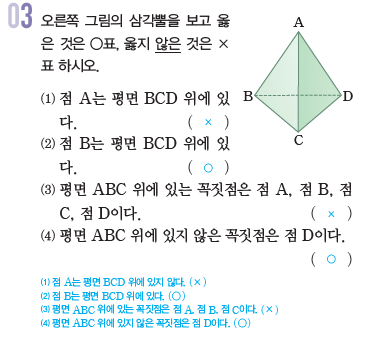 03 오른쪽 그림의 삼각뿔을 보고 옳
은 것은 ○표, 옳지 않은 것은 ×
표 하시오.
A
B
D
C
⑴ 점 A는 평면 BCD 위에 있
다. ( × )
⑵ 점 B는 평면 BCD 위에 있
다. ( ○ )
⑶ 평면 ABC 위에 있는 꼭짓점은 점 A, 점 B, 점
C, 점 D이다. ( × )
⑷ 평면 ABC 위에 있지 않은 꼭짓점은 점 D이다.
( ○ )
⑴ 점 A는 평면 BCD 위에 있지 않다. (×)
⑵ 점 B는 평면 BCD 위에 있다. (○)
⑶ 평면 ABC 위에 있는 꼭짓점은 점 A, 점 B, 점 C이다. (×)
⑷ 평면 ABC 위에 있지 않은 꼭짓점은 점 D이다. (○)